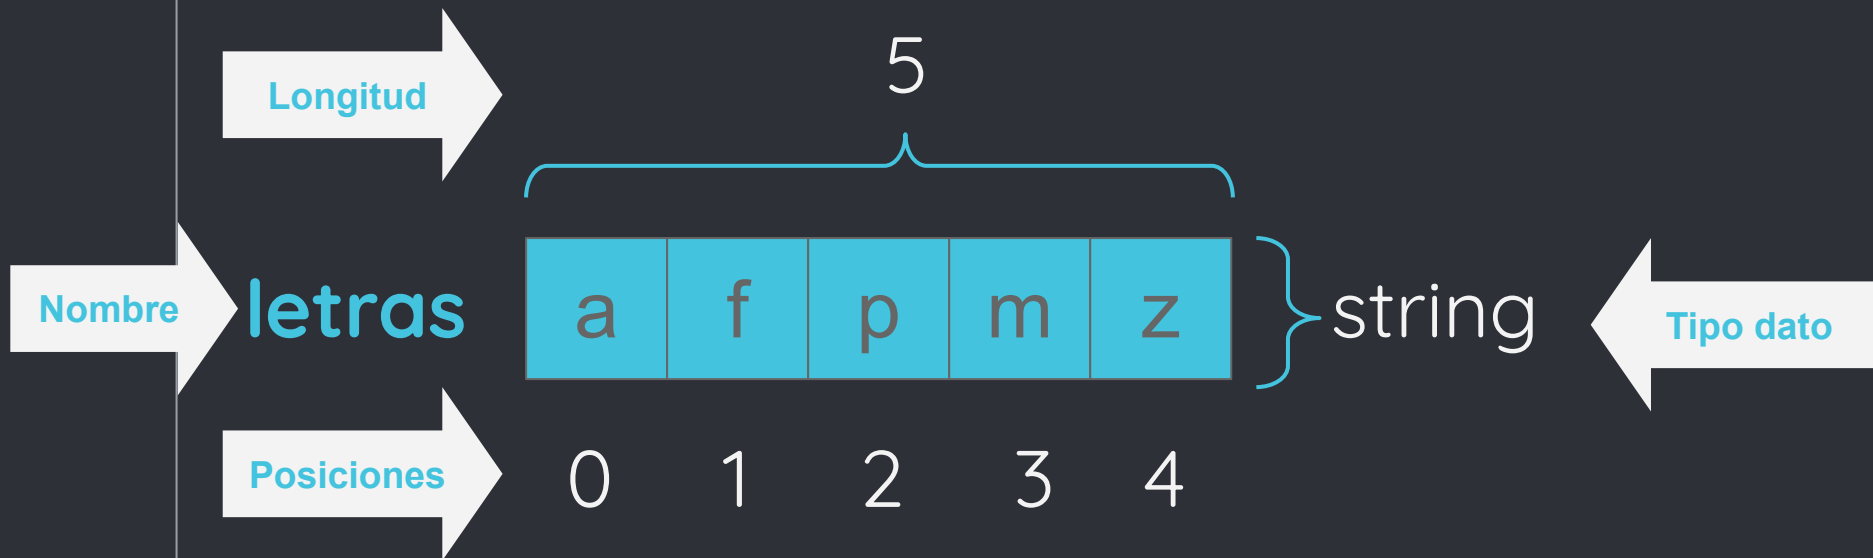 Longitud
5
Nombre
letras
a f p m z
string
Tipo dato
Posiciones
0 1 2 3 4